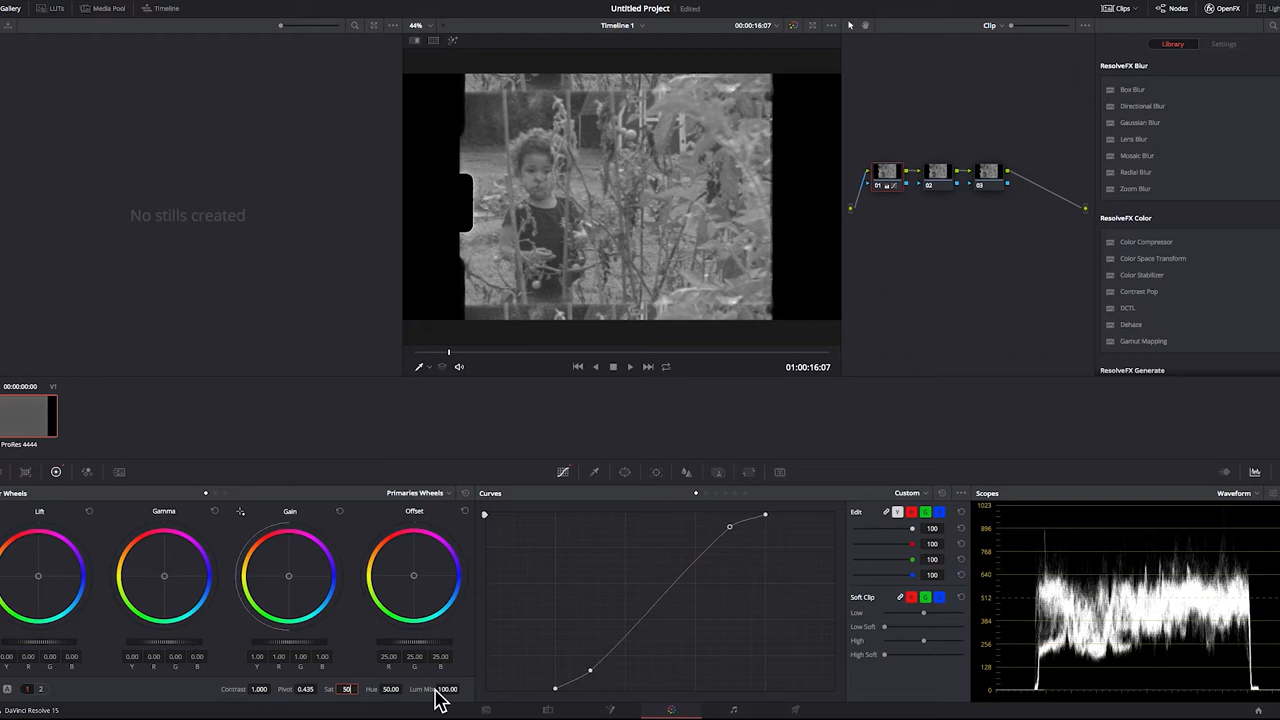 Gallery LUTs Media Pool Timeline Untitled Project Edited Clips Nodes OpenFX
44% Timeline 1 00:00:16:07 Clip
Library Settings
ResolveFX Blur
Box Blur
Directional Blur
Gaussian Blur
Lens Blur
Mosaic Blur
Radial Blur
Zoom Blur
01 02 03
No stills created
ResolveFX Color
Color Compressor
Color Space Transform
Color Stabilizer
Contrast Pop
DCTL
Dehaze
Gamut Mapping
01:00:16:07
ResolveFX Generate
00:00:00:00 V1
ProRes 4444
Wheels Primaries Wheels Curves Custom Scopes Waveform
Lift Gamma Gain Offset
Edit Y R G B
100
100
100
100
Soft Clip R G B
Low
Low Soft
High
High Soft
1023
896
768
640
512
384
256
128
0
0.00 0.00 0.00 0.00 0.00 0.00 0.00 1.00 1.00 1.00 1.00 25.00 25.00 25.00
Y R G B Y R G B Y R G B R G B
A 1 2 Contrast 1.000 Pivot 0.435 Sat 50 Hue 50.00 Lum Mix 100.00
DaVinci Resolve 15